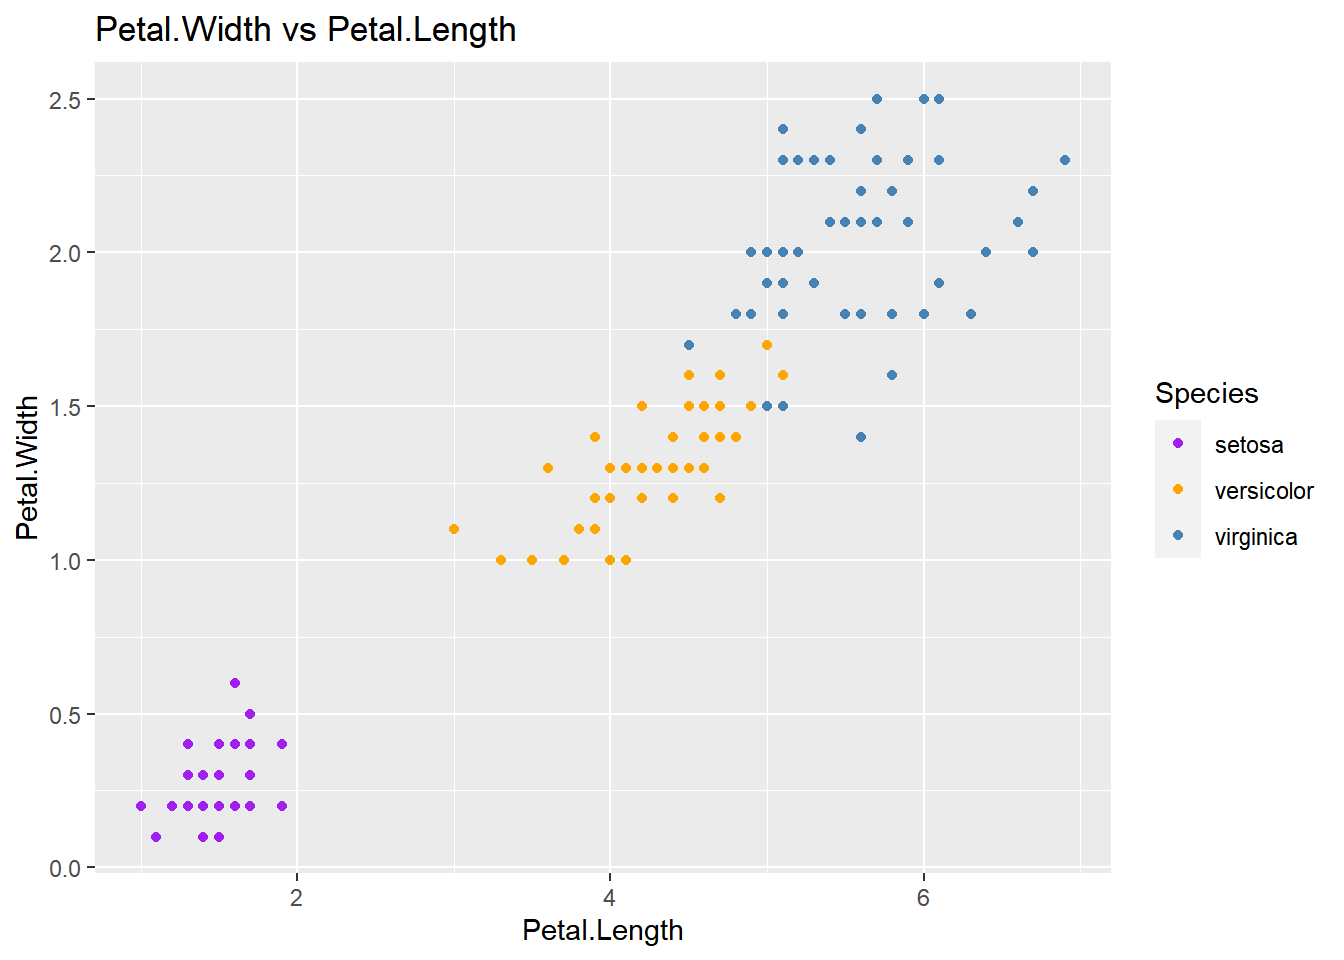 Petal.Width vs Petal.Length
2.5
2.0
1.5
1.0
0.5
0.0
Petal.Width
2 4 6
Petal.Length
Species
setosa
versicolor
virginica